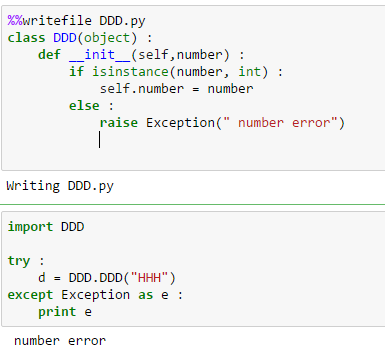 %%writefile DDD.py
class DDD(object) :
    def __init__(self,number) :
        if isinstance(number, int) :
            self.number = number
        else :
            raise Exception(" number error")
Writing DDD.py
import DDD
try :
    d = DDD.DDD("HHH")
except Exception as e :
    print e
 number error